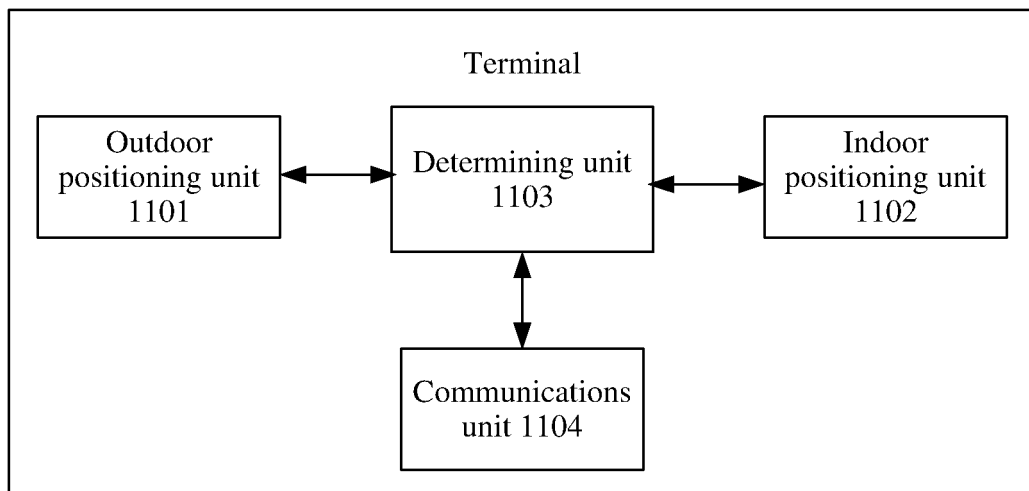 Terminal
Outdoor
positioning unit
1101
Determining unit
1103
Indoor
positioning unit
1102
Communications
unit 1104